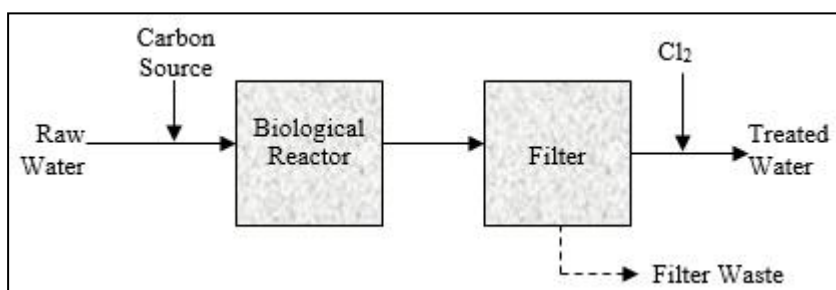 Carbon
Source
Cl₂
Raw
Water
Biological
Reactor
Filter
Treated
Water
Filter Waste